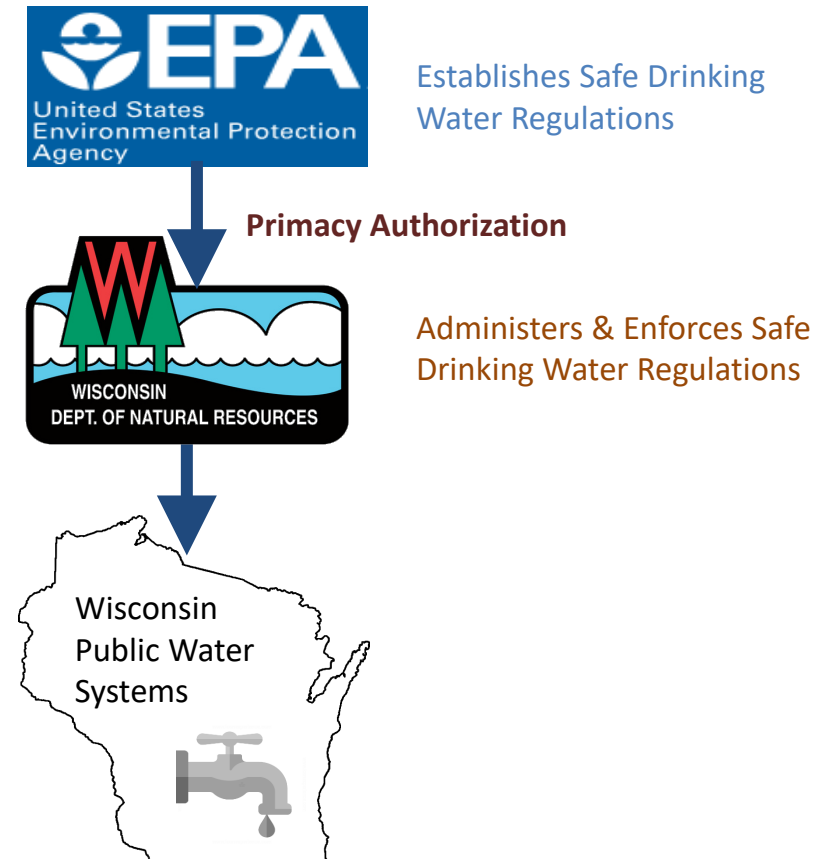 EPA
United States
Environmental Protection
Agency
Establishes Safe Drinking
Water Regulations
Primacy Authorization
W
WISCONSIN
DEPT. OF NATURAL RESOURCES
Administers & Enforces Safe
Drinking Water Regulations
Wisconsin
Public Water
Systems